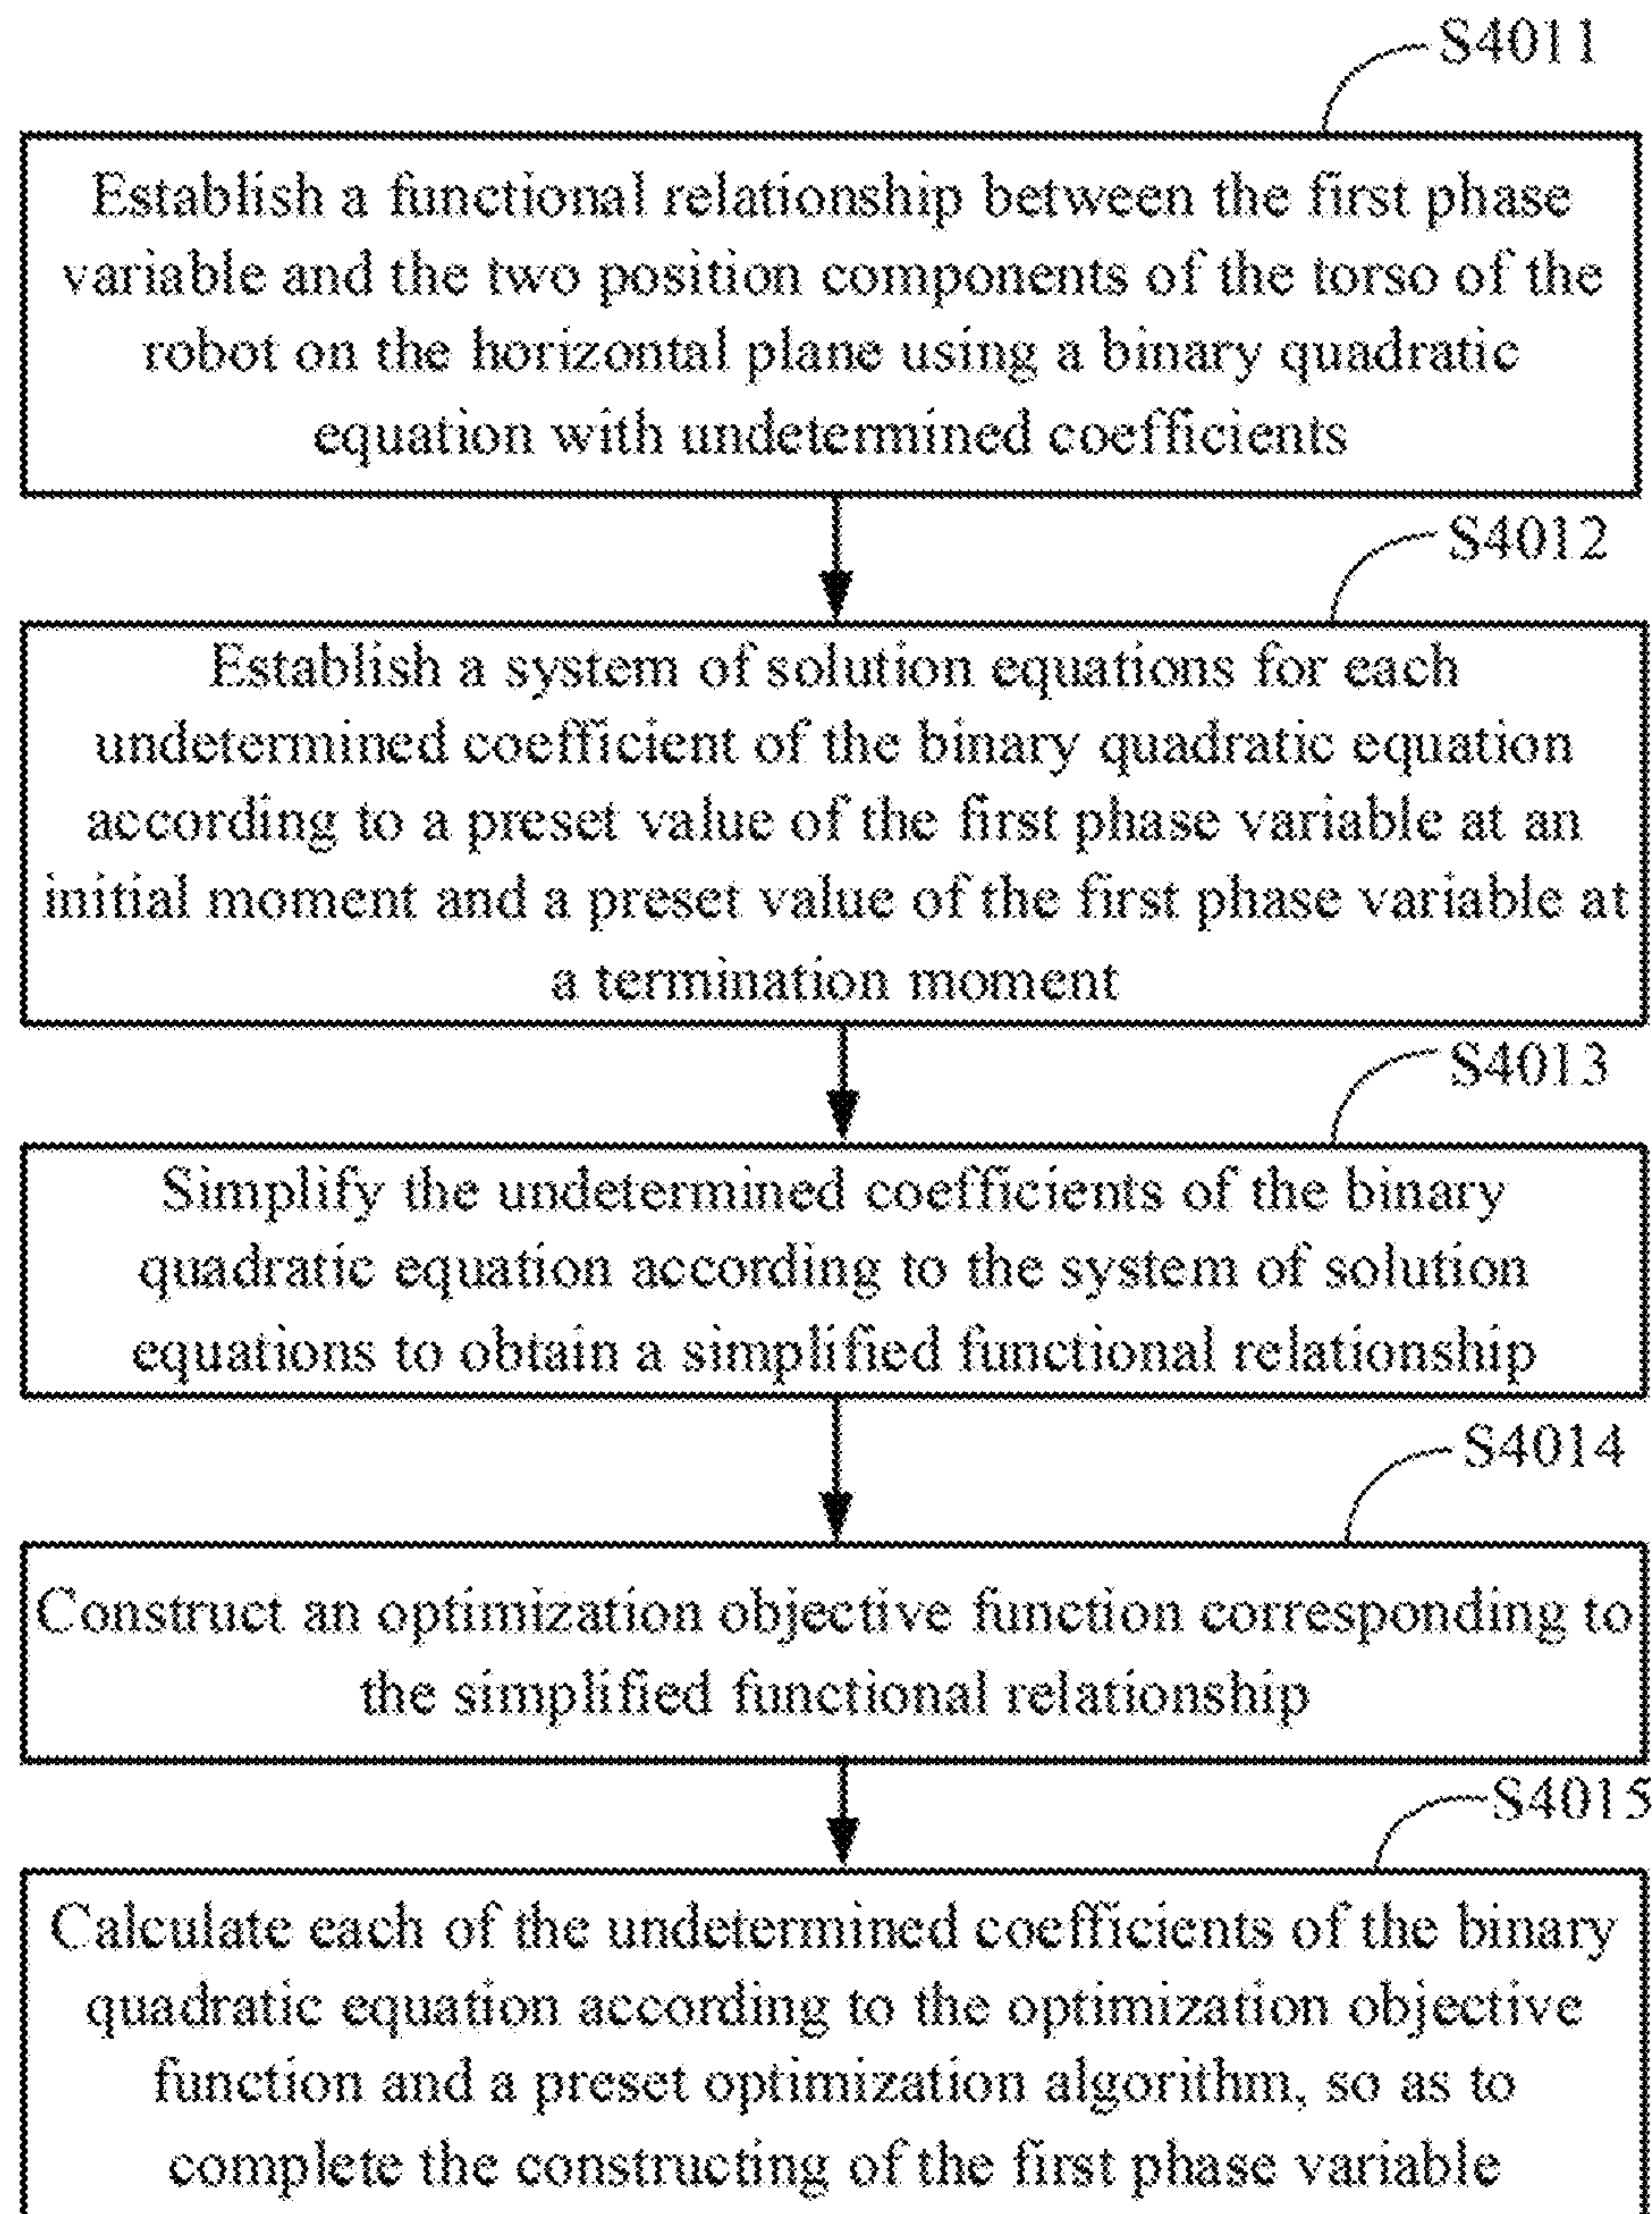 S4011
Establish a functional relationship between the first phase
variable and the two position components of the torso of the
robot on the horizontal plane using a binary quadratic
equation with undetermined coefficients
S4012
Establish a system of solution equations for each
undetermined coefficient of the binary quadratic equation
according to a preset value of the first phase variable at an
initial moment and a preset value of the first phase variable at
a termination moment
S4013
Simplify the undetermined coefficients of the binary
quadratic equation according to the system of solution
equations to obtain a simplified functional relationship
S4014
Construct an optimization objective function corresponding to
the simplified functional relationship
S4015
Calculate each of the undetermined coefficients of the binary
quadratic equation according to the optimization objective
function and a preset optimization algorithm, so as to
complete the constructing of the first phase variable